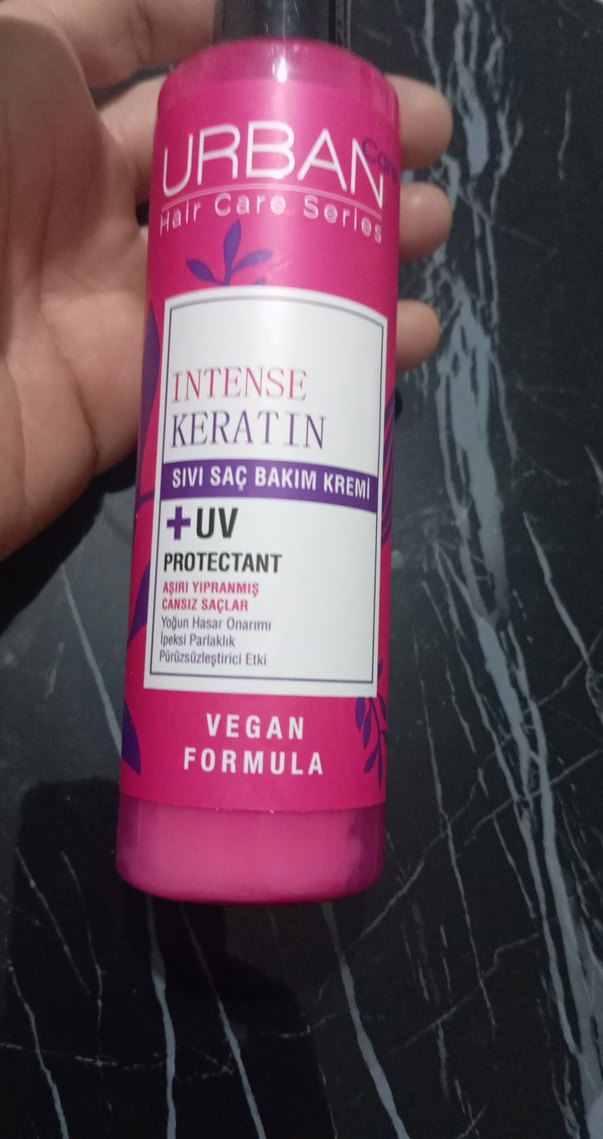 URBAN Care
Hair Care Series
INTENSE
KERATIN
SIVI SAÇ BAKIM KREMİ
+UV
PROTECTANT
AŞIRI YIPRANMIŞ
CANSIZ SAÇLAR
Yoğun Hasar Onarımı
İpeksi Parlaklık
Pürüzsüzleştirici Etki
VEGAN
FORMULA